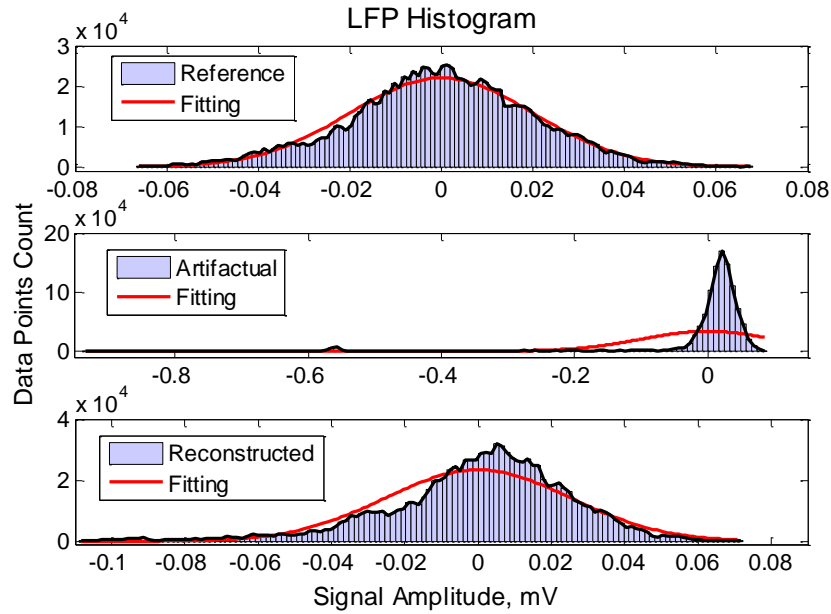 LFP Histogram
x 10^4
3
2
1
0
Reference
Fitting
-0.08 -0.06 -0.04 -0.02 0 0.02 0.04 0.06 0.08
x 10^4
20
10
0
Artifactual
Fitting
-0.8 -0.6 -0.4 -0.2 0
Data Points Count
x 10^4
4
2
0
Reconstructed
Fitting
-0.1 -0.08 -0.06 -0.04 -0.02 0 0.02 0.04 0.06 0.08
Signal Amplitude, mV